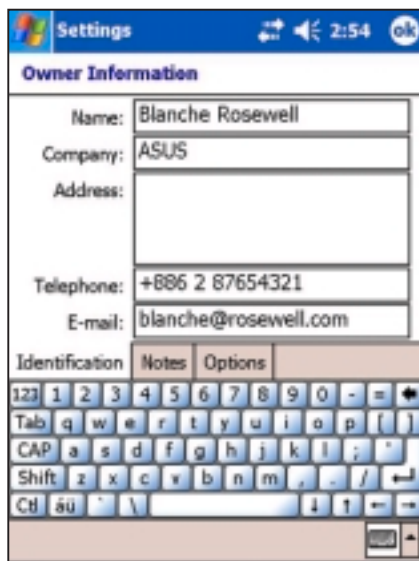 Settings 2:54 ok
Owner Information
Name: Blanche Rosewell
Company: ASUS
Address:
Telephone: +886 2 87654321
E-mail: blanche@rosewell.com
Identification Notes Options
123 1 2 3 4 5 6 7 8 9 0 - =
Tab q w e r t y u i o p [ ]
CAP a s d f g h j k l ; '
Shift z x c v b n m , . /
Ctl áü ` \